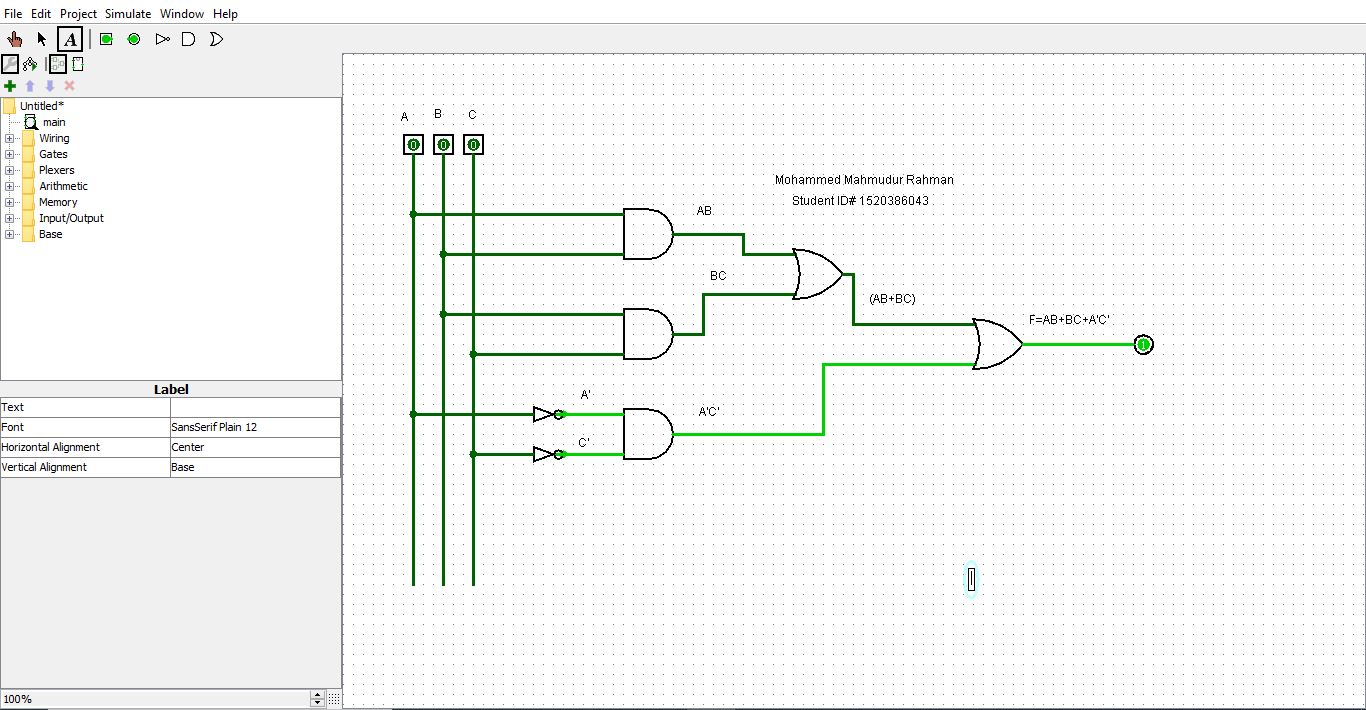 File Edit Project Simulate Window Help
A
Untitled*
main
Wiring
Gates
Plexers
Arithmetic
Memory
Input/Output
Base
Label
Text
Font SansSerif Plain 12
Horizontal Alignment Center
Vertical Alignment Base
100%
A B C
0 0 0
Mohammed Mahmudur Rahman
Student ID# 1520386043
AB
BC
(AB+BC)
F=AB+BC+A'C'
1
A'
A'C'
C'